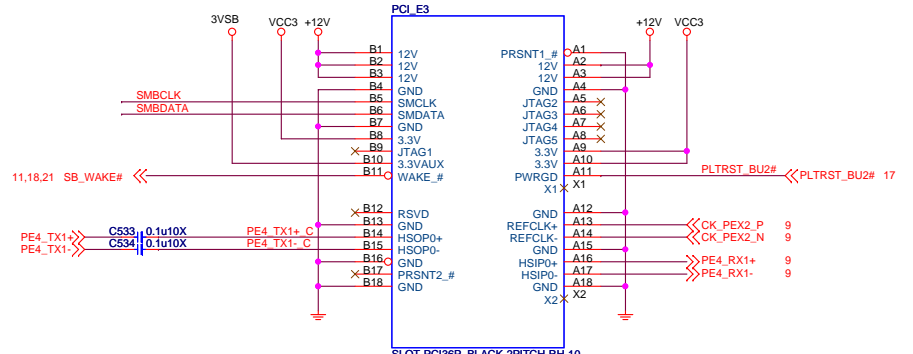 PCI_E3
3VSB VCC3 +12V +12V VCC3
B1 12V PRSNT1_# A1
B2 12V 12V A2
B3 12V 12V A3
B4 GND GND A4
SMBCLK B5 SMCLK JTAG2 A5
SMBDATA B6 SMDATA JTAG3 A6
B7 GND JTAG4 A7
B8 3.3V JTAG5 A8
B9 JTAG1 3.3V A9
B10 3.3VAUX 3.3V A10
11,18,21 SB_WAKE# B11 WAKE_# PWRGD A11 PLTRST_BU2# PLTRST_BU2# 17
X1 X1
B12 RSVD GND A12
B13 GND REFCLK+ A13 CK_PEX2_P 9
PE4_TX1+ C533 0.1u10X PE4_TX1+_C B14 HSOP0+ REFCLK- A14 CK_PEX2_N 9
PE4_TX1- C534 0.1u10X PE4_TX1-_C B15 HSOP0- GND A15
B16 GND HSIP0+ A16 PE4_RX1+ 9
B17 PRSNT2_# HSIP0- A17 PE4_RX1- 9
B18 GND GND A18
X2 X2
SLOT-PCI36P_BLACK-2PITCH-RH-10